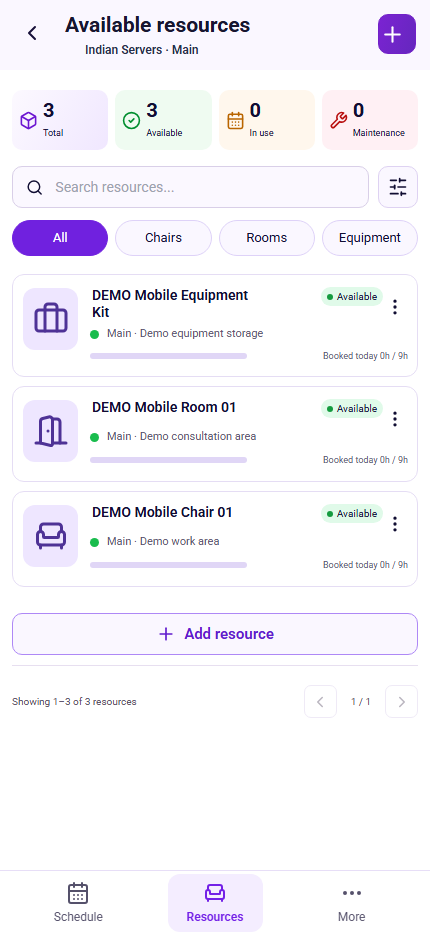 Available resources
Indian Servers · Main
3
Total
3
Available
0
In use
0
Maintenance
Search resources...
All
Chairs
Rooms
Equipment
DEMO Mobile Equipment
Kit
Available
Main · Demo equipment storage
Booked today 0h / 9h
DEMO Mobile Room 01
Available
Main · Demo consultation area
Booked today 0h / 9h
DEMO Mobile Chair 01
Available
Main · Demo work area
Booked today 0h / 9h
Add resource
Showing 1–3 of 3 resources
1 / 1
Schedule
Resources
More